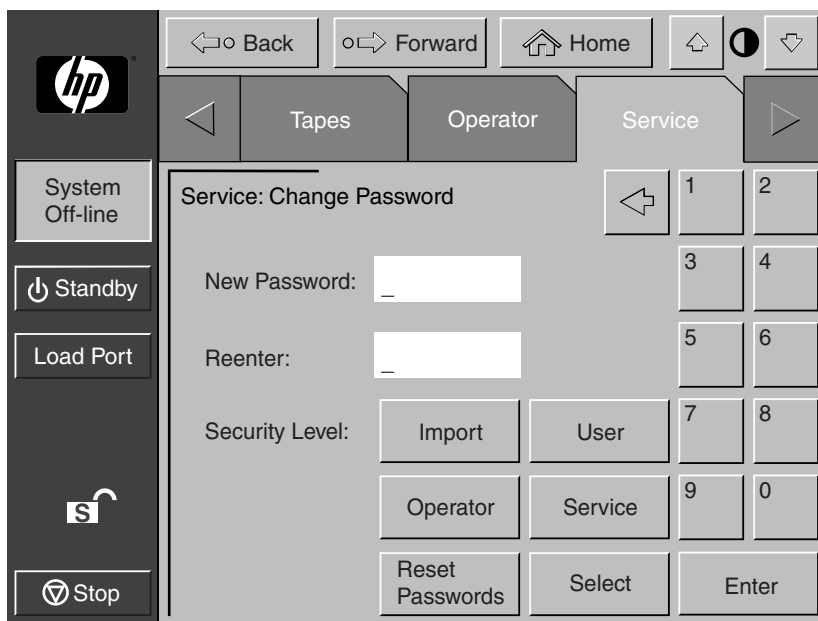 Back
Forward
Home
hp
Tapes
Operator
Service
System
Off-line
Standby
Load Port
S
Stop
Service: Change Password
1
2
New Password: _
3
4
Reenter: _
5
6
Security Level:
Import
User
7
8
Operator
Service
9
0
Reset
Passwords
Select
Enter